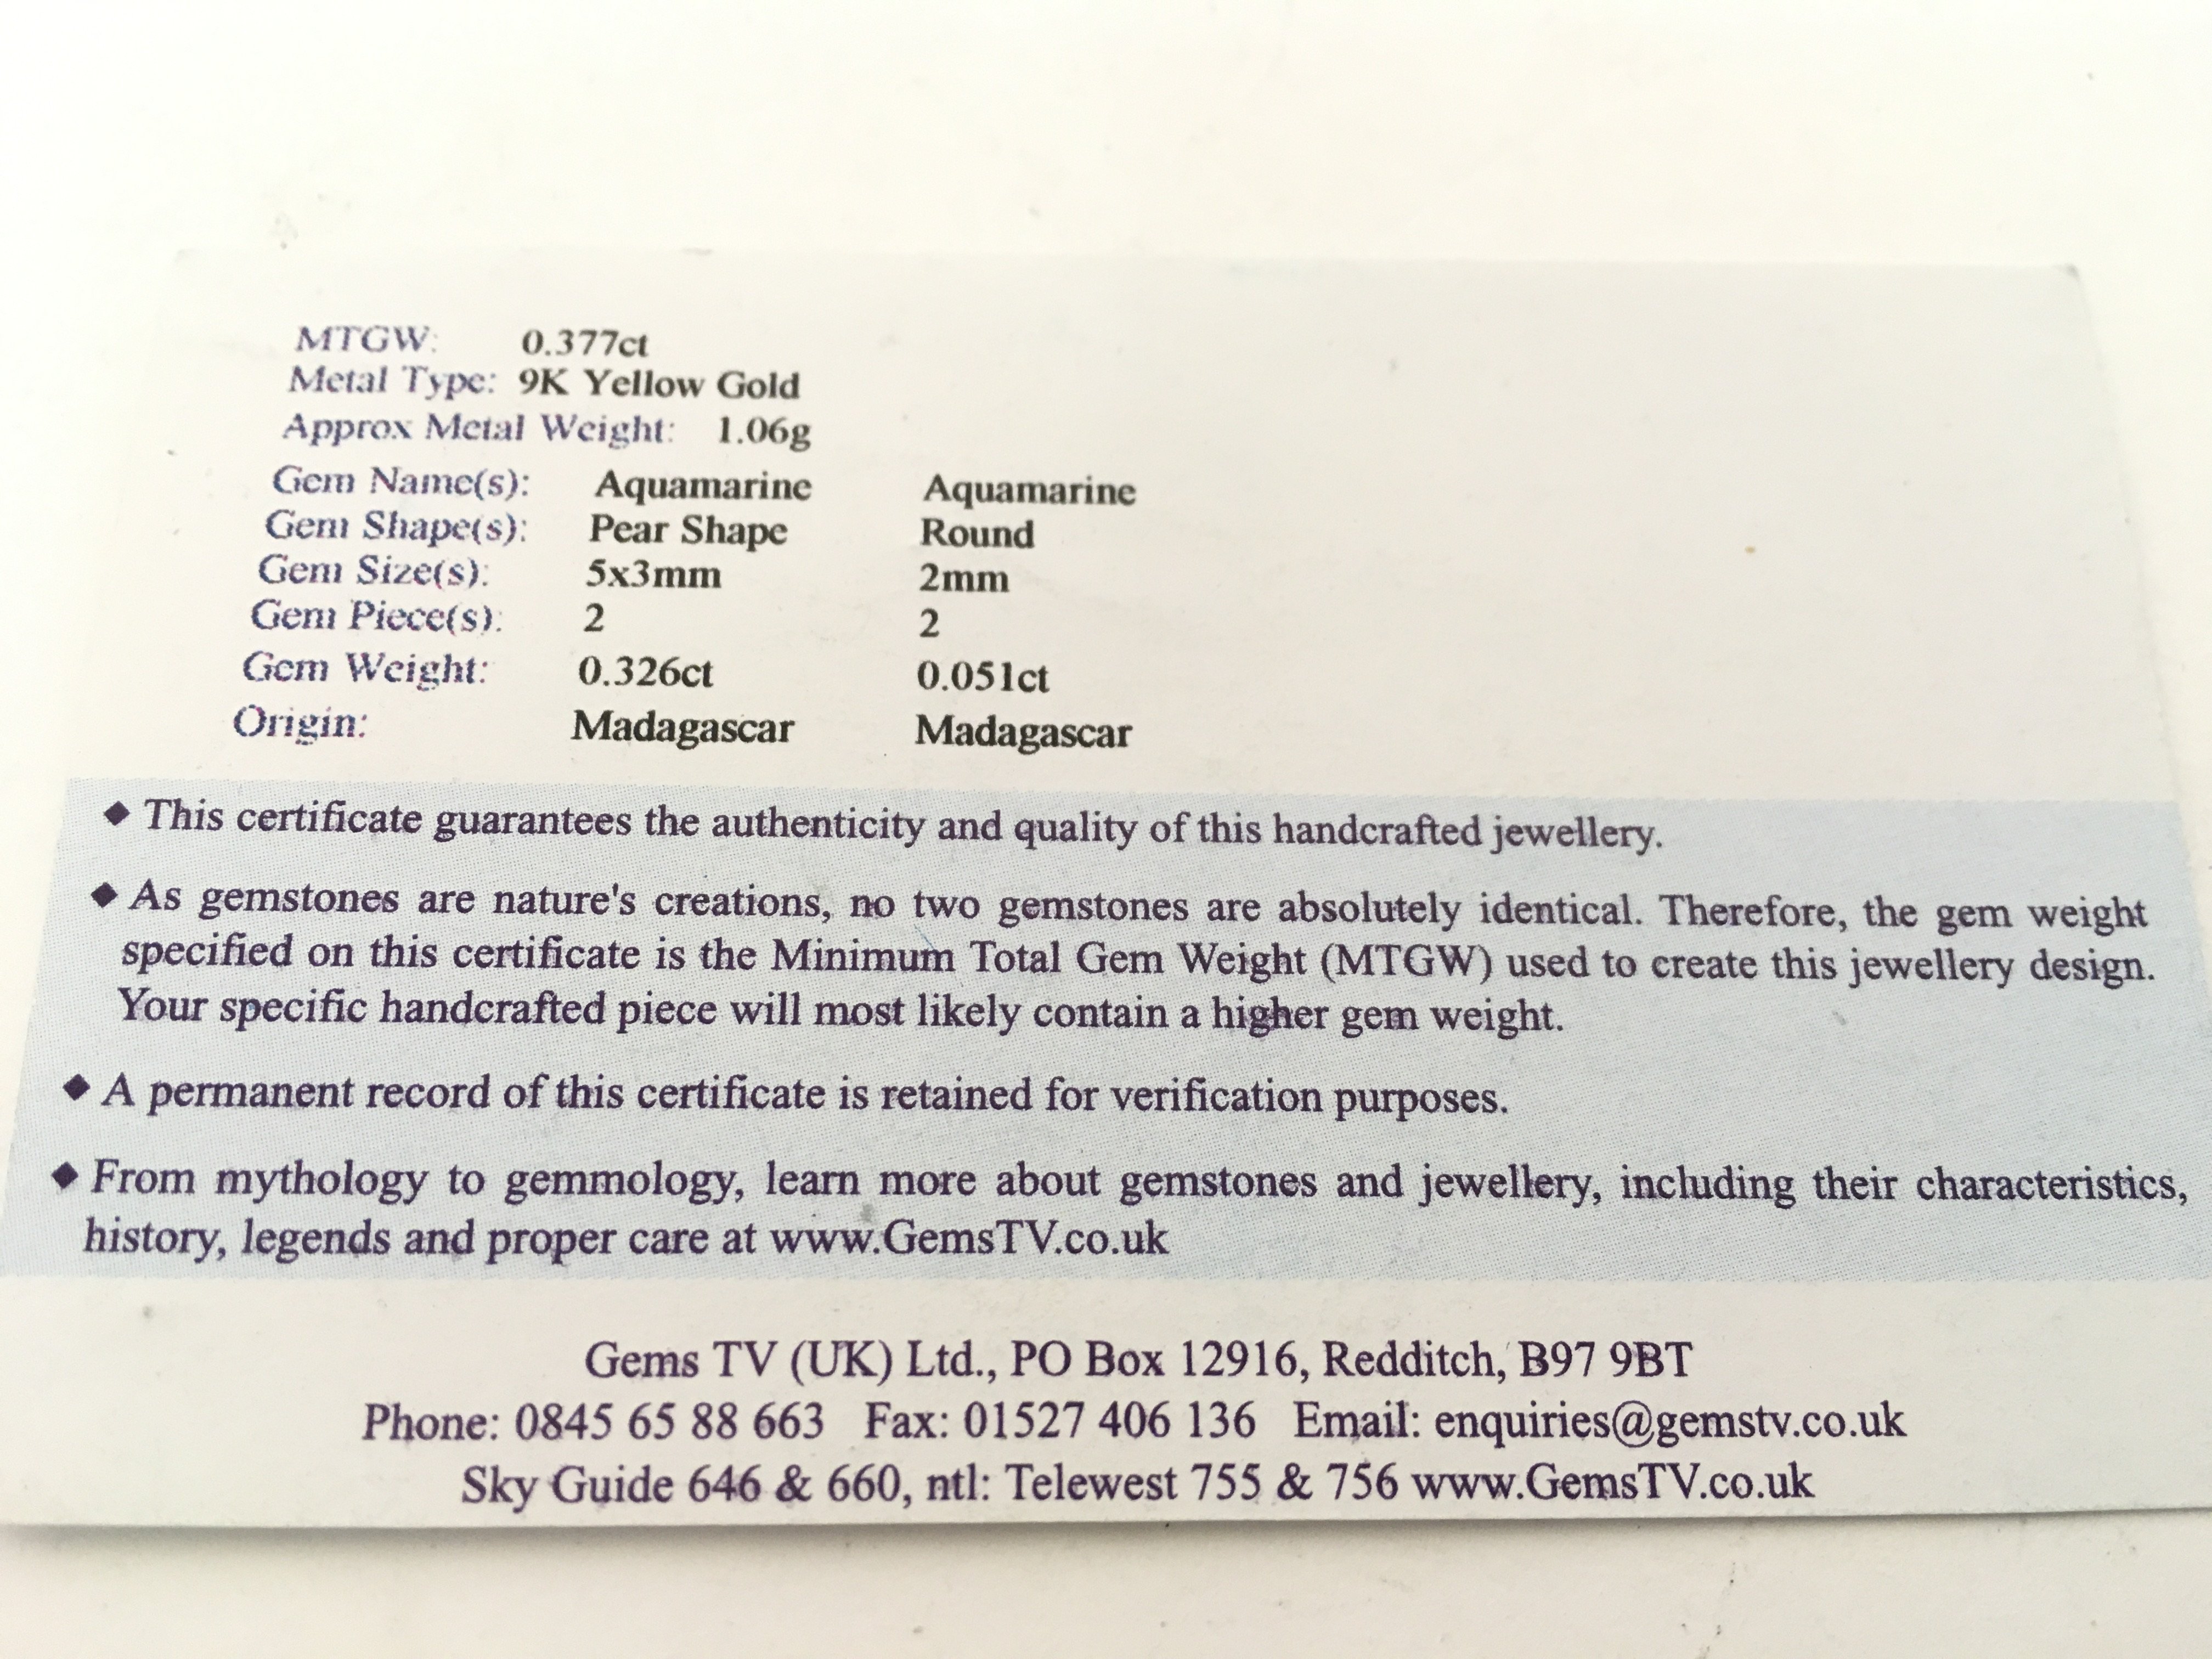 MTGW: 0.377ct
Metal Type: 9K Yellow Gold
Approx Metal Weight: 1.06g
Gem Name(s): Aquamarine Aquamarine
Gem Shape(s): Pear Shape Round
Gem Size(s): 5x3mm 2mm
Gem Piece(s): 2 2
Gem Weight: 0.326ct 0.051ct
Origin: Madagascar Madagascar
◆ This certificate guarantees the authenticity and quality of this handcrafted jewellery.
◆ As gemstones are nature's creations, no two gemstones are absolutely identical. Therefore, the gem weight
specified on this certificate is the Minimum Total Gem Weight (MTGW) used to create this jewellery design.
Your specific handcrafted piece will most likely contain a higher gem weight.
◆ A permanent record of this certificate is retained for verification purposes.
◆ From mythology to gemmology, learn more about gemstones and jewellery, including their characteristics,
history, legends and proper care at www.GemsTV.co.uk
Gems TV (UK) Ltd., PO Box 12916, Redditch, B97 9BT
Phone: 0845 65 88 663 Fax: 01527 406 136 Email: enquiries@gemstv.co.uk
Sky Guide 646 & 660, ntl: Telewest 755 & 756 www.GemsTV.co.uk